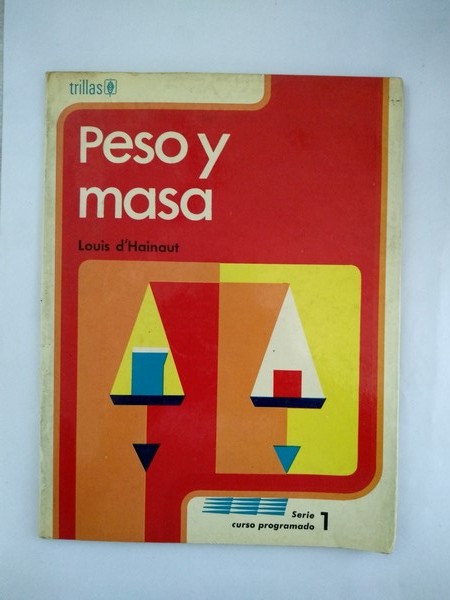 trillas
Peso y
masa
Louis d'Hainaut
Serie 1
curso programado